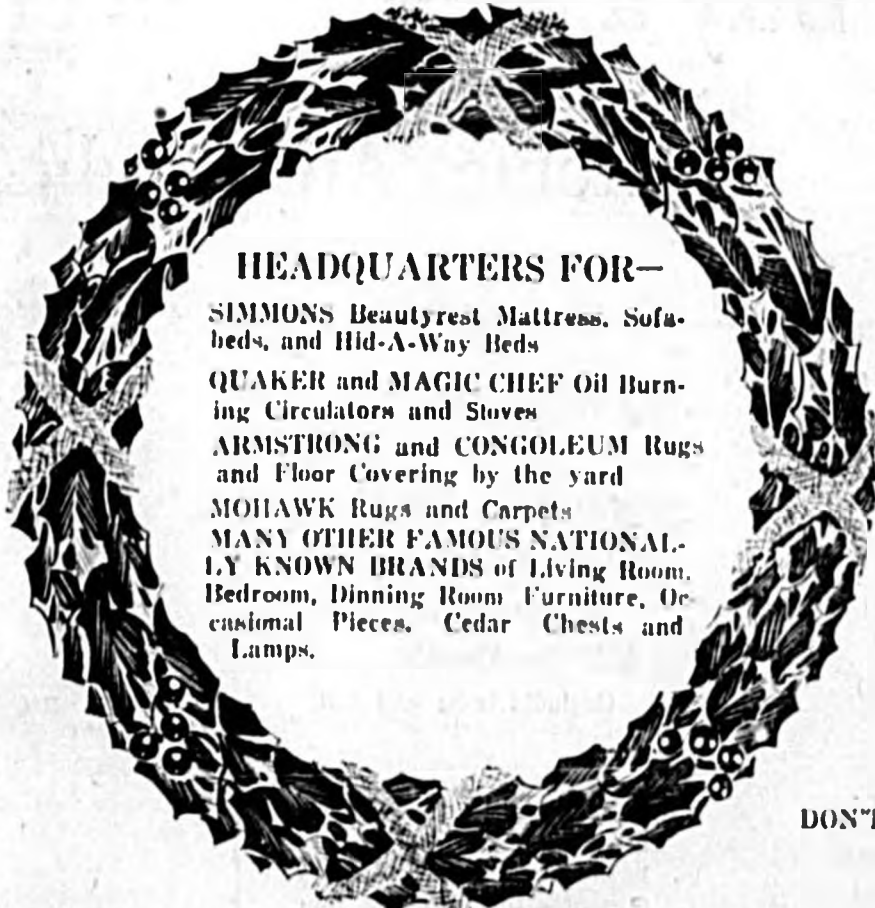 HEADQUARTERS FOR—
SIMMONS Beautyrest Mattress, Sofa-
beds, and Hid-A-Way Beds
QUAKER and MAGIC CHEF Oil Burn-
ing Circulators and Stoves
ARMSTRONG and CONGOLEUM Rugs
and Floor Covering by the yard
MOHAWK Rugs and Carpets
MANY OTHER FAMOUS NATIONAL-
LY KNOWN BRANDS of Living Room,
Bedroom, Dinning Room Furniture, Oc-
casional Pieces, Cedar Chests and
Lamps.
DON'T